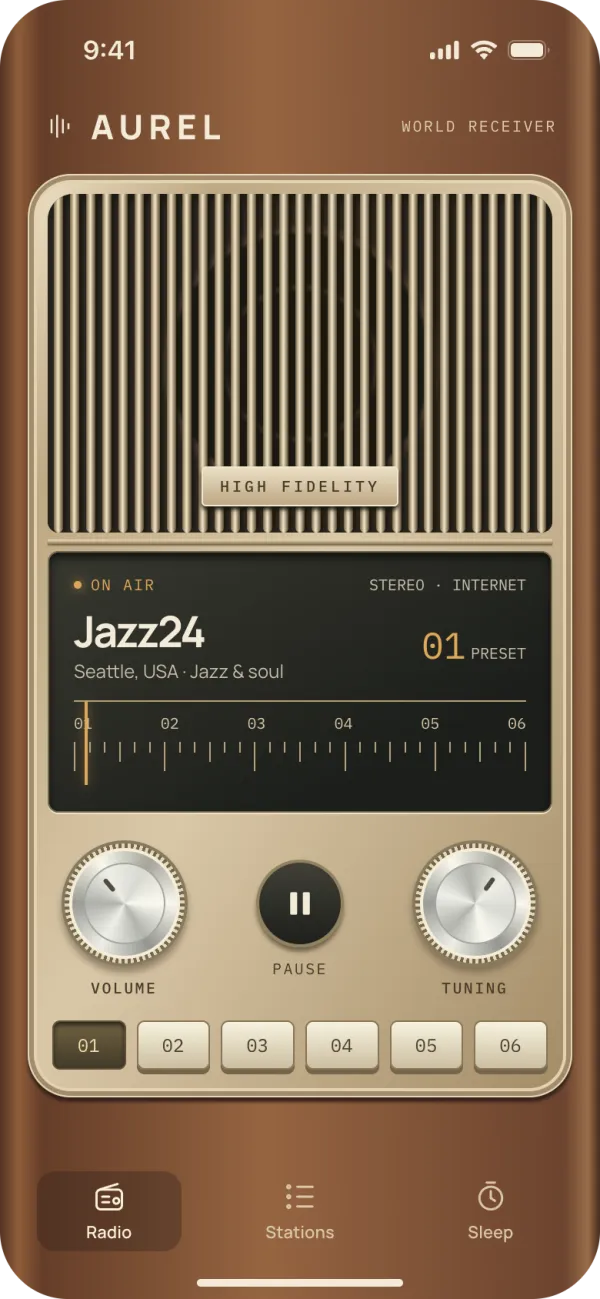 9:41
AUREL
WORLD RECEIVER
HIGH FIDELITY
ON AIR
STEREO · INTERNET
Jazz24
01 PRESET
Seattle, USA · Jazz & soul
01 02 03 04 05 06
PAUSE
VOLUME
TUNING
01 02 03 04 05 06
Radio Stations Sleep